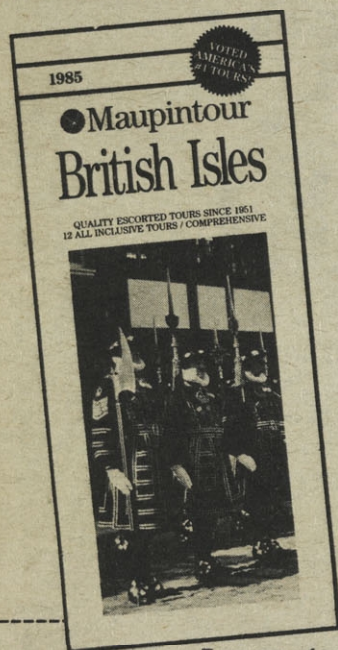 VOTED
AMERICA'S
#1 TOURS!
1985
Maupintour
British Isles
QUALITY ESCORTED TOURS SINCE 1951
12 ALL INCLUSIVE TOURS / COMPREHENSIVE